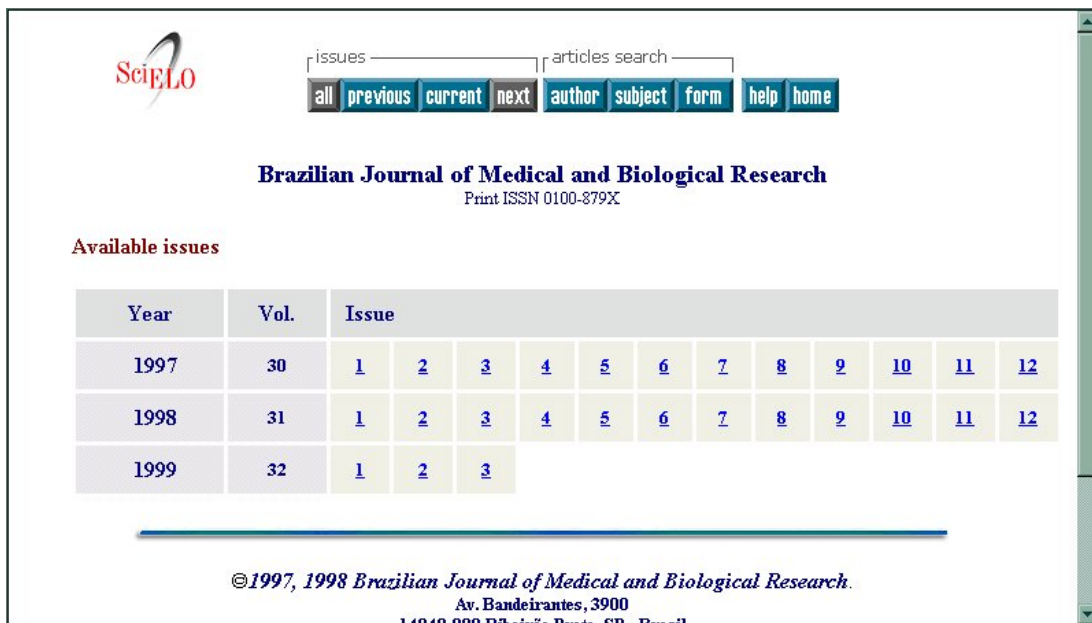 SciELO
issues articles search
all previous current next author subject form help home
Brazilian Journal of Medical and Biological Research
Print ISSN 0100-879X
Available issues
Year Vol. Issue
1997 30 1 2 3 4 5 6 7 8 9 10 11 12
1998 31 1 2 3 4 5 6 7 8 9 10 11 12
1999 32 1 2 3
©1997, 1998 Brazilian Journal of Medical and Biological Research.
Av. Bandeirantes, 3900